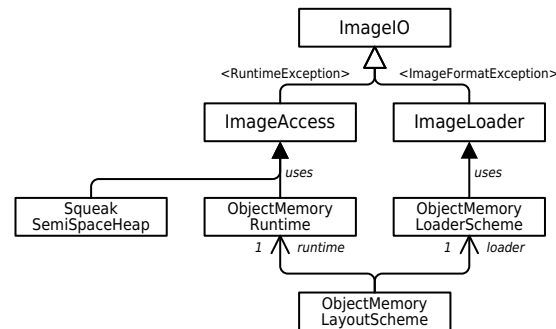 ImageIO
<RuntimeException>
<ImageFormatException>
ImageAccess
ImageLoader
uses
uses
Squeak
SemiSpaceHeap
ObjectMemory
Runtime
ObjectMemory
LoaderScheme
1 runtime
1 loader
ObjectMemory
LayoutScheme